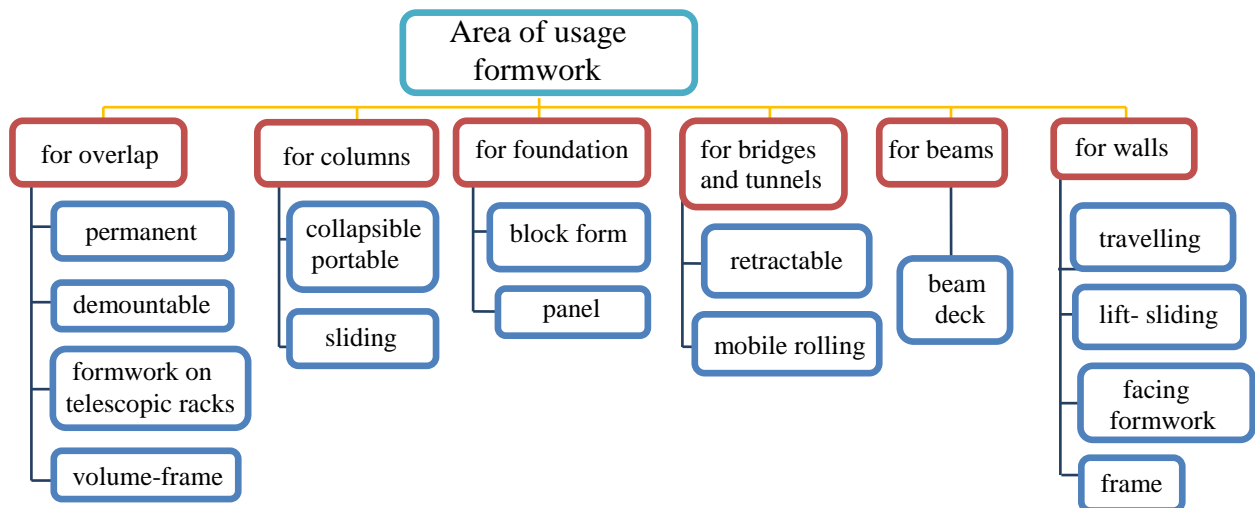 Area of usage
formwork
for overlap
permanent
demountable
formwork on
telescopic racks
volume-frame
for columns
collapsible
portable
sliding
for foundation
block form
panel
for bridges
and tunnels
retractable
mobile rolling
for beams
beam
deck
for walls
travelling
lift- sliding
facing
formwork
frame